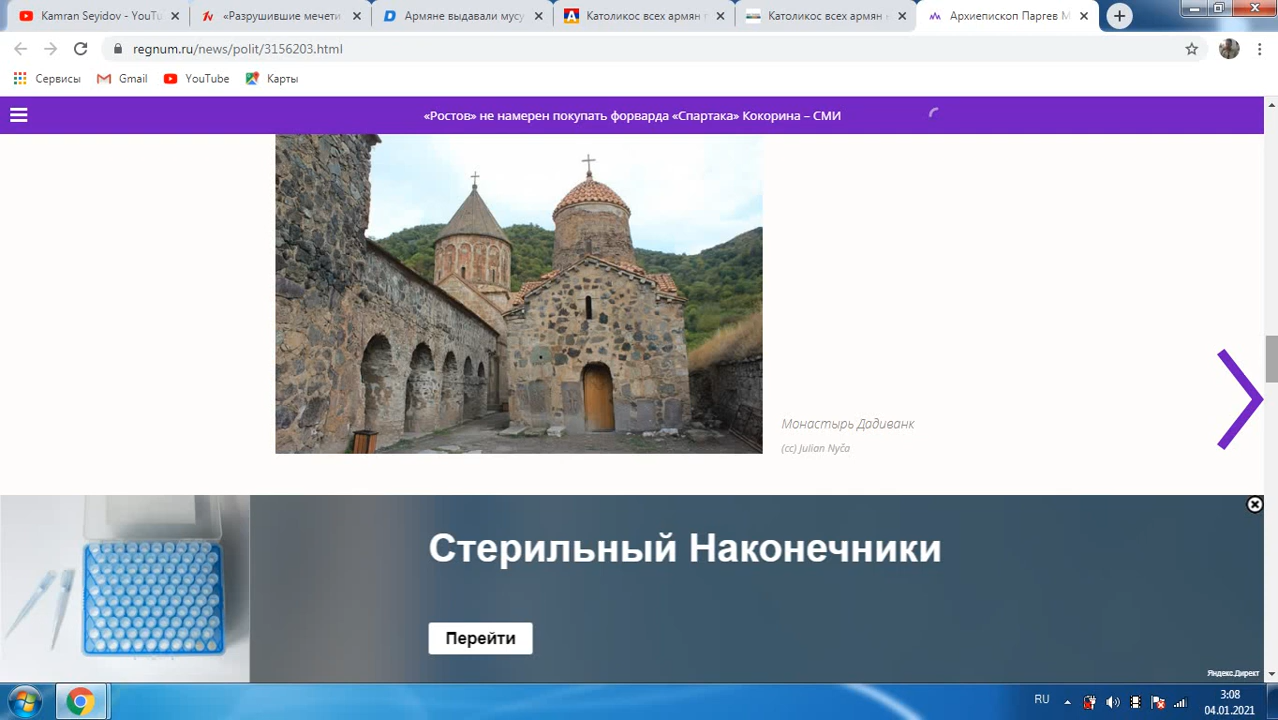 Kamran Seyidov - YouTu
«Разрушившие мечети
Армяне выдавали мусу
Католикос всех армян п
Католикос всех армян н
Архиепископ Паргев М
regnum.ru/news/polit/3156203.html
Сервисы
Gmail
YouTube
Карты
«Ростов» не намерен покупать форварда «Спартака» Кокорина – СМИ
Монастырь Дадиванк
(cc) Julian Nyča
Стерильный Наконечники
Перейти
Яндекс.Директ
RU
3:08
04.01.2021